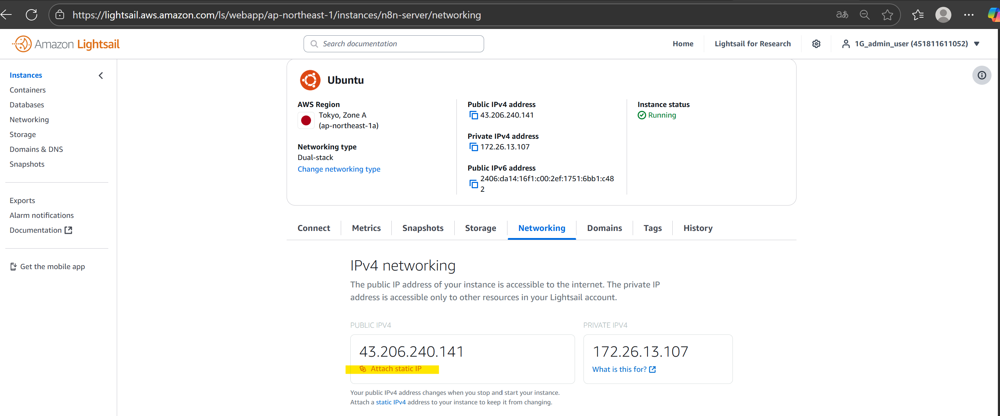 https://lightsail.aws.amazon.com/ls/webapp/ap-northeast-1/instances/n8n-server/networking
aあ
Amazon Lightsail
Search documentation
Home
Lightsail for Research
1G_admin_user (451811611052)
Instances
Containers
Databases
Networking
Storage
Domains & DNS
Snapshots
Exports
Alarm notifications
Documentation
Get the mobile app
Ubuntu
AWS Region
Tokyo, Zone A
(ap-northeast-1a)
Networking type
Dual-stack
Change networking type
Public IPv4 address
43.206.240.141
Private IPv4 address
172.26.13.107
Public IPv6 address
2406:da14:16f1:c00:2ef:1751:6bb1:c48
2
Instance status
Running
Connect
Metrics
Snapshots
Storage
Networking
Domains
Tags
History
IPv4 networking
The public IP address of your instance is accessible to the internet. The private IP
address is accessible only to other resources in your Lightsail account.
PUBLIC IPV4
43.206.240.141
Attach static IP
PRIVATE IPV4
172.26.13.107
What is this for?
Your public IPv4 address changes when you stop and start your instance.
Attach a static IPv4 address to your instance to keep it from changing.